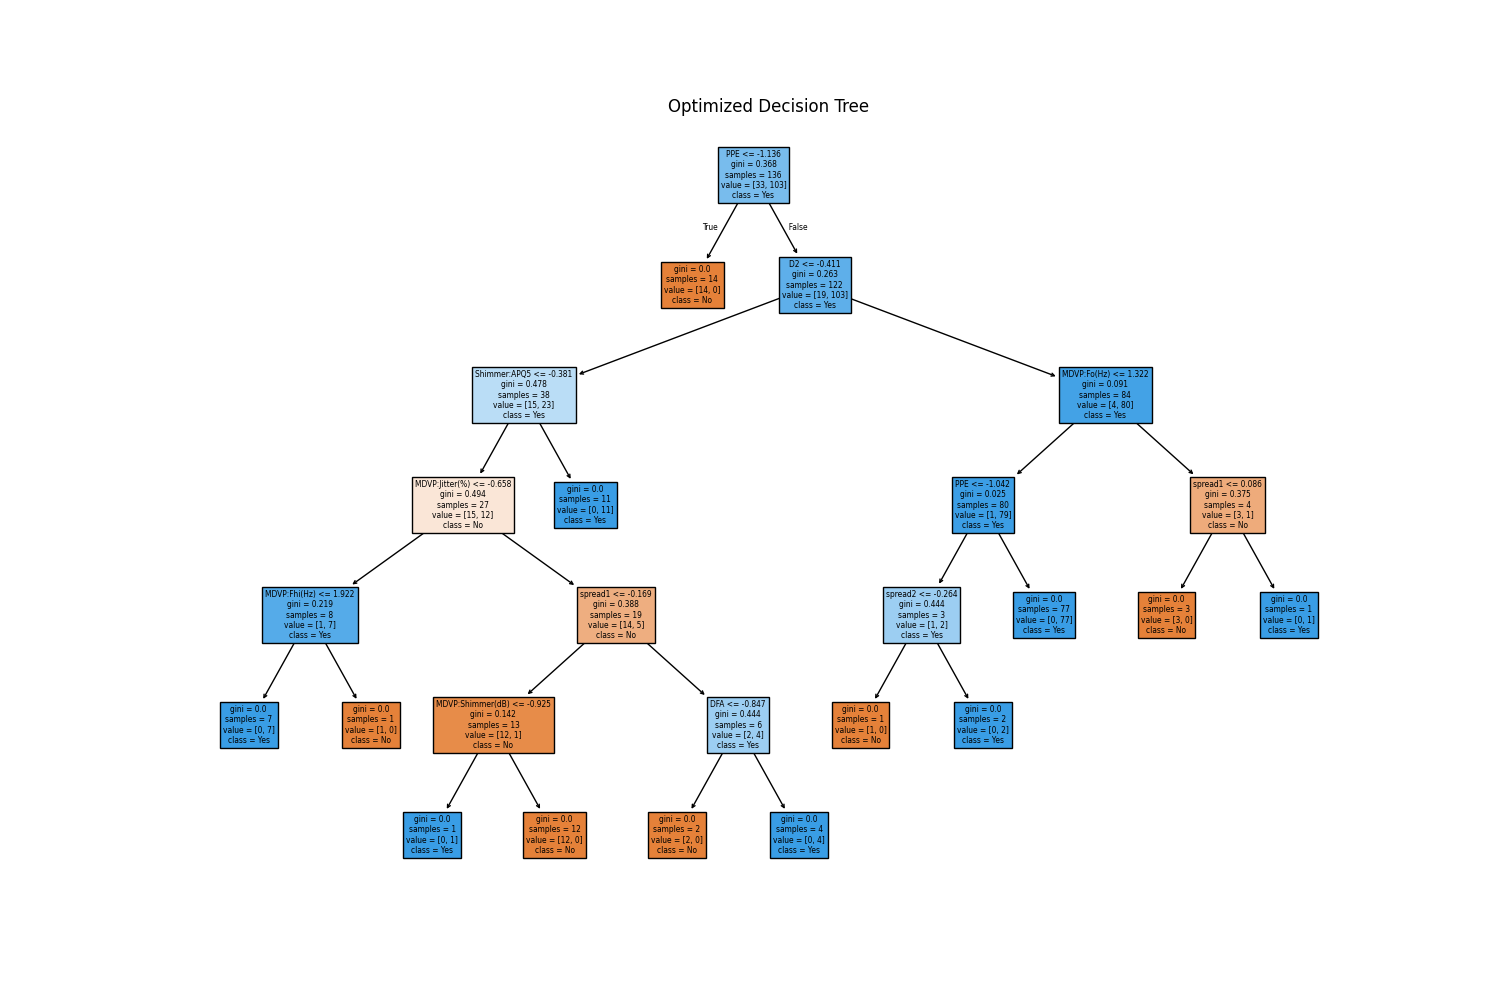 Optimized Decision Tree
PPE <= -1.136
gini = 0.368
samples = 136
value = [33, 103]
class = Yes
True
False
gini = 0.0
samples = 14
value = [14, 0]
class = No
D2 <= -0.411
gini = 0.263
samples = 122
value = [19, 103]
class = Yes
Shimmer:APQ5 <= -0.381
gini = 0.478
samples = 38
value = [15, 23]
class = Yes
MDVP:Fo(Hz) <= 1.322
gini = 0.091
samples = 84
value = [4, 80]
class = Yes
MDVP:Jitter(%) <= -0.658
gini = 0.494
samples = 27
value = [15, 12]
class = No
gini = 0.0
samples = 11
value = [0, 11]
class = Yes
PPE <= -1.042
gini = 0.025
samples = 80
value = [1, 79]
class = Yes
spread1 <= 0.086
gini = 0.375
samples = 4
value = [3, 1]
class = No
MDVP:Fhi(Hz) <= 1.922
gini = 0.219
samples = 8
value = [1, 7]
class = Yes
spread1 <= -0.169
gini = 0.388
samples = 19
value = [14, 5]
class = No
spread2 <= -0.264
gini = 0.444
samples = 3
value = [1, 2]
class = Yes
gini = 0.0
samples = 77
value = [0, 77]
class = Yes
gini = 0.0
samples = 3
value = [3, 0]
class = No
gini = 0.0
samples = 1
value = [0, 1]
class = Yes
gini = 0.0
samples = 7
value = [0, 7]
class = Yes
gini = 0.0
samples = 1
value = [1, 0]
class = No
MDVP:Shimmer(dB) <= -0.925
gini = 0.142
samples = 13
value = [12, 1]
class = No
DFA <= -0.847
gini = 0.444
samples = 6
value = [2, 4]
class = Yes
gini = 0.0
samples = 1
value = [1, 0]
class = No
gini = 0.0
samples = 2
value = [0, 2]
class = Yes
gini = 0.0
samples = 1
value = [0, 1]
class = Yes
gini = 0.0
samples = 12
value = [12, 0]
class = No
gini = 0.0
samples = 2
value = [2, 0]
class = No
gini = 0.0
samples = 4
value = [0, 4]
class = Yes